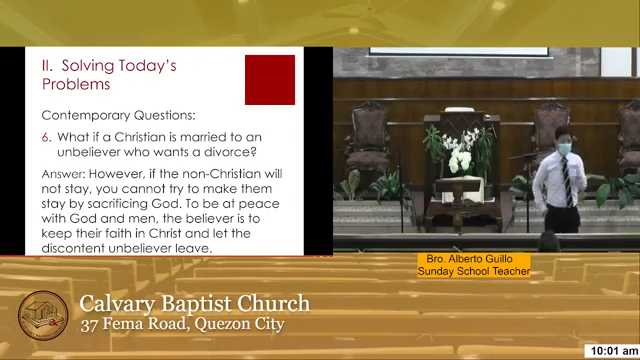 II. Solving Today's
Problems
Contemporary Questions:
6. What if a Christian is married to an
unbeliever who wants a divorce?
Answer: However, if the non-Christian will
not stay, you cannot try to make them
stay by sacrificing God. To be at peace
with God and men, the believer is to
keep their faith in Christ and let the
discontent unbeliever leave.
Bro. Alberto Guillo
Sunday School Teacher
Calvary Baptist Church
37 Fema Road, Quezon City
10:01 am